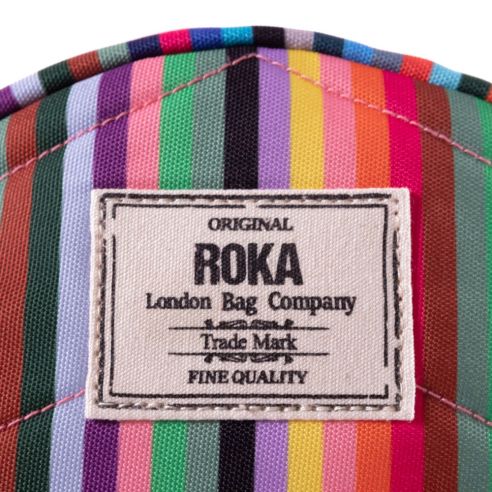 ORIGINAL
ROKA
London Bag Company
Trade Mark
FINE QUALITY